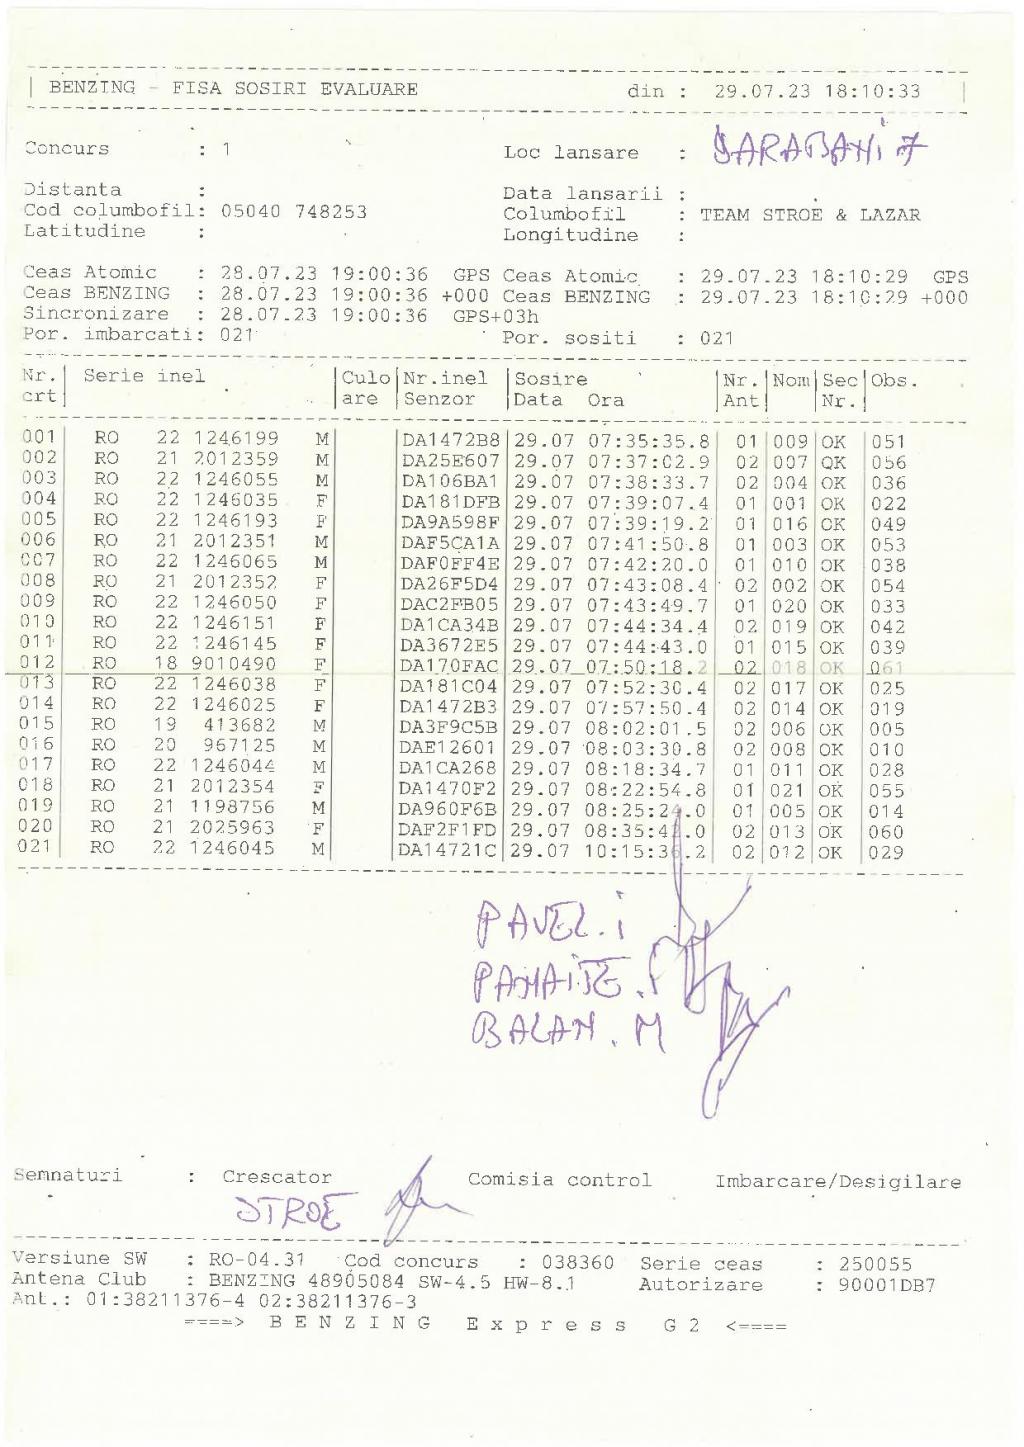 BENZING - FISA SOSIRI EVALUARE din : 29.07.23 18:10:33
Concurs : 1 Loc lansare : DARABANI 7
Distanta : Data lansarii :
Cod columbofil: 05040 748253 Columbofil : TEAM STROE & LAZAR
Latitudine : Longitudine :
Ceas Atomic : 28.07.23 19:00:36 GPS Ceas Atomic : 29.07.23 18:10:29 GPS
Ceas BENZING : 28.07.23 19:00:36 +000 Ceas BENZING : 29.07.23 18:10:29 +000
Sincronizare : 28.07.23 19:00:36 GPS+03h
Por. imbarcati: 021 Por. sositi : 021
Nr. Serie inel Culo Nr.inel Sosire Nr. Nom Sec Obs.
crt are Senzor Data Ora Ant Nr.
001 RO 22 1246199 M DA1472B8 29.07 07:35:35.8 01 009 OK 051
002 RO 21 2012359 M DA25E607 29.07 07:37:02.9 02 007 OK 056
003 RO 22 1246055 M DA106BA1 29.07 07:38:33.7 02 004 OK 036
004 RO 22 1246035 F DA181DFB 29.07 07:39:07.4 01 001 OK 022
005 RO 22 1246193 F DA9A598F 29.07 07:39:19.2 01 016 OK 049
006 RO 21 2012351 M DAF5CA1A 29.07 07:41:50.8 01 003 OK 053
007 RO 22 1246065 M DAF0FF4E 29.07 07:42:20.0 01 010 OK 038
008 RO 21 2012352 F DA26F5D4 29.07 07:43:08.4 02 002 OK 054
009 RO 22 1246050 F DAC2FB05 29.07 07:43:49.7 01 020 OK 033
010 RO 22 1246151 F DA1CA34B 29.07 07:44:34.4 02 019 OK 042
011 RO 22 1246145 F DA3672E5 29.07 07:44:43.0 01 015 OK 039
012 RO 18 9010490 F DA170FAC 29.07 07:50:18.2 02 018 OK 061
013 RO 22 1246038 F DA181C04 29.07 07:52:30.4 02 017 OK 025
014 RO 22 1246025 F DA1472B3 29.07 07:57:50.4 02 014 OK 019
015 RO 19 413682 M DA3F9C5B 29.07 08:02:01.5 02 006 OK 005
016 RO 20 967125 M DAE12601 29.07 08:03:30.8 02 008 OK 010
017 RO 22 1246044 M DA1CA268 29.07 08:18:34.7 01 011 OK 028
018 RO 21 2012354 F DA1470F2 29.07 08:22:54.8 01 021 OK 055
019 RO 21 1198756 M DA960F6B 29.07 08:25:24.0 01 005 OK 014
020 RO 21 2025963 F DAF2F1FD 29.07 08:35:42.0 02 013 OK 060
021 RO 22 1246045 M DA14721C 29.07 10:15:36.2 02 012 OK 029
PAVEL.i
PANAiTE.
BALAN.M
Semnaturi : Crescator Comisia control Imbarcare/Desigilare
STROE
Versiune SW : RO-04.31 Cod concurs : 038360 Serie ceas : 250055
Antena Club : BENZING 48905084 SW-4.5 HW-8.1 Autorizare : 90001DB7
Ant.: 01:38211376-4 02:38211376-3
====> B E N Z I N G E x p r e s s G 2 <====